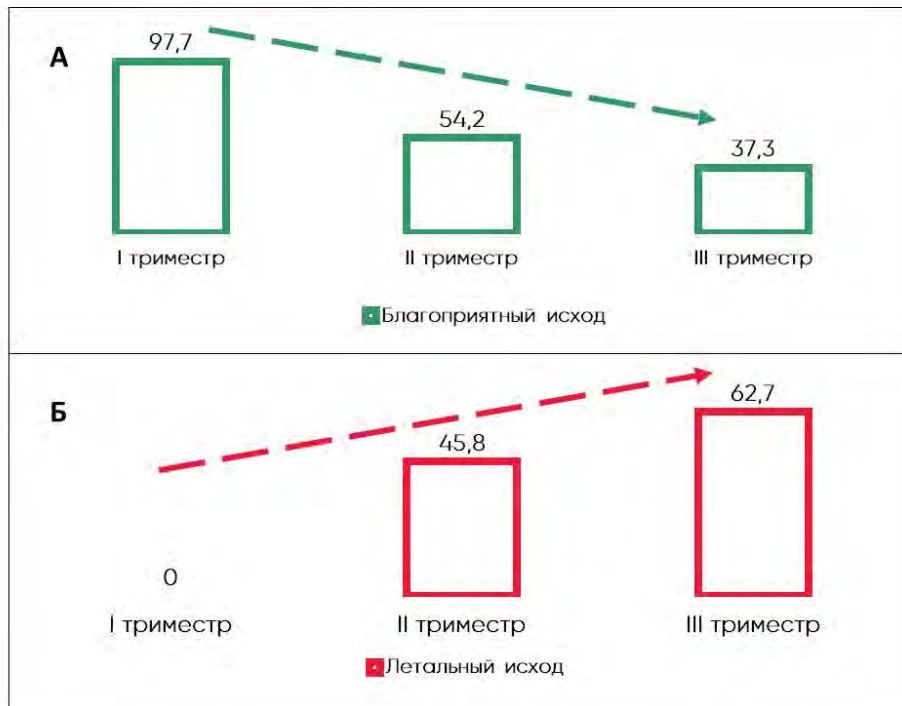 А
97,7
54,2
37,3
I триместр
II триместр
III триместр
Благоприятный исход
Б
62,7
45,8
0
I триместр
II триместр
III триместр
Летальный исход